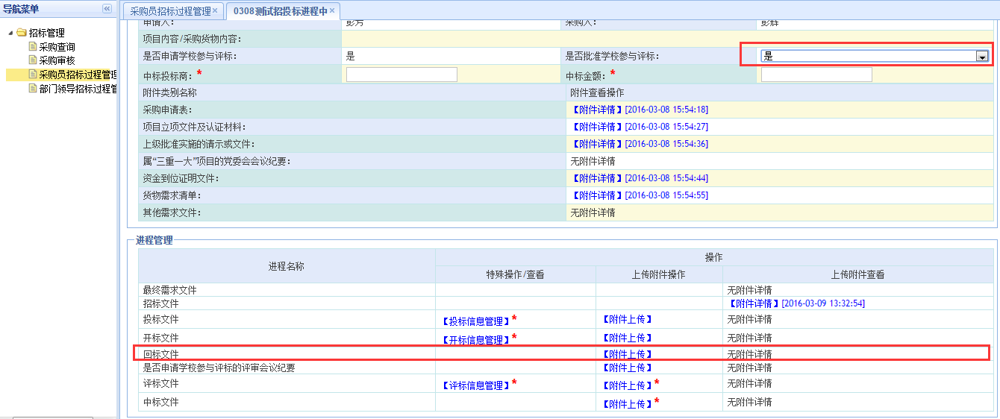 导航菜单
招标管理
采购查询
采购审核
采购员招标过程管理
部门领导招标过程管
采购员招标过程管理 × 0308测试招投标进程中 ×
申请人: 彭芳 采购人: 彭辉
项目内容/采购货物内容:
是否申请学校参与评标: 是 是否批准学校参与评标: 是
中标投标商: * 中标金额: *
附件类别名称 附件查看操作
采购申请表: 【附件详情】[2016-03-08 15:54:18]
项目立项文件及认证材料: 【附件详情】[2016-03-08 15:54:27]
上级批准实施的请示或文件: 【附件详情】[2016-03-08 15:54:36]
属“三重一大”项目的党委会会议纪要: 无附件详情
资金到位证明文件: 【附件详情】[2016-03-08 15:54:44]
货物需求清单: 【附件详情】[2016-03-08 15:54:55]
其他需求文件: 无附件详情
进程管理
进程名称 操作
特殊操作/查看 上传附件操作 上传附件查看
最终需求文件 无附件详情
招标文件 【附件详情】[2016-03-09 13:32:54]
投标文件 【投标信息管理】* 【附件上传】 无附件详情
开标文件 【开标信息管理】* 【附件上传】 无附件详情
回标文件 【附件上传】 无附件详情
是否申请学校参与评标的评审会议纪要 【附件上传】 无附件详情
评标文件 【评标信息管理】* 【附件上传】* 无附件详情
中标文件 【附件上传】* 无附件详情